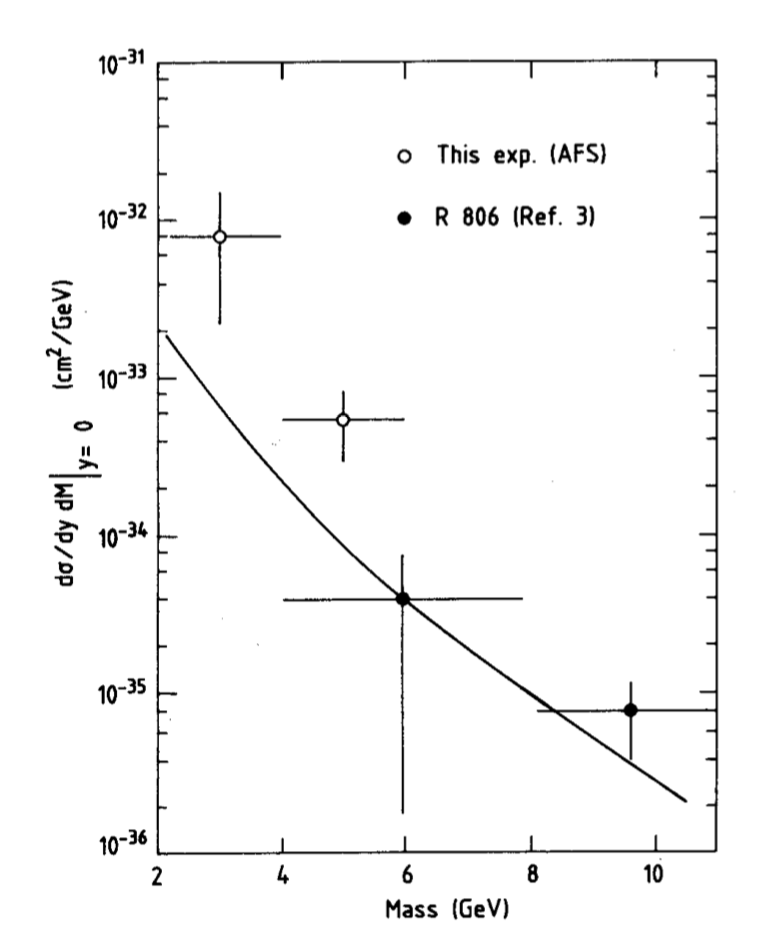 10⁻³¹
This exp. (AFS)
R 806 (Ref. 3)
10⁻³²
10⁻³³
10⁻³⁴
10⁻³⁵
10⁻³⁶
dσ/dy dM|y= 0 (cm²/GeV)
2 4 6 8 10
Mass (GeV)